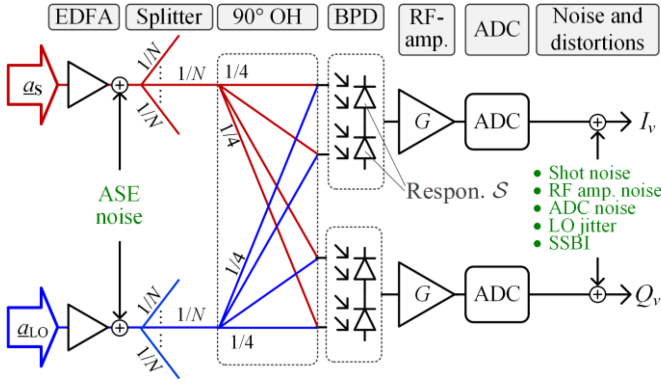 EDFA
Splitter
90° OH
BPD
RF-
amp.
ADC
Noise and
distortions
a_S
1/N
1/N
1/N
1/4
1/4
G
ADC
I_v
ASE
noise
Respon. 𝒮
Shot noise
RF amp. noise
ADC noise
LO jitter
SSBI
a_LO
1/N
1/N
1/N
1/4
1/4
G
ADC
Q_v